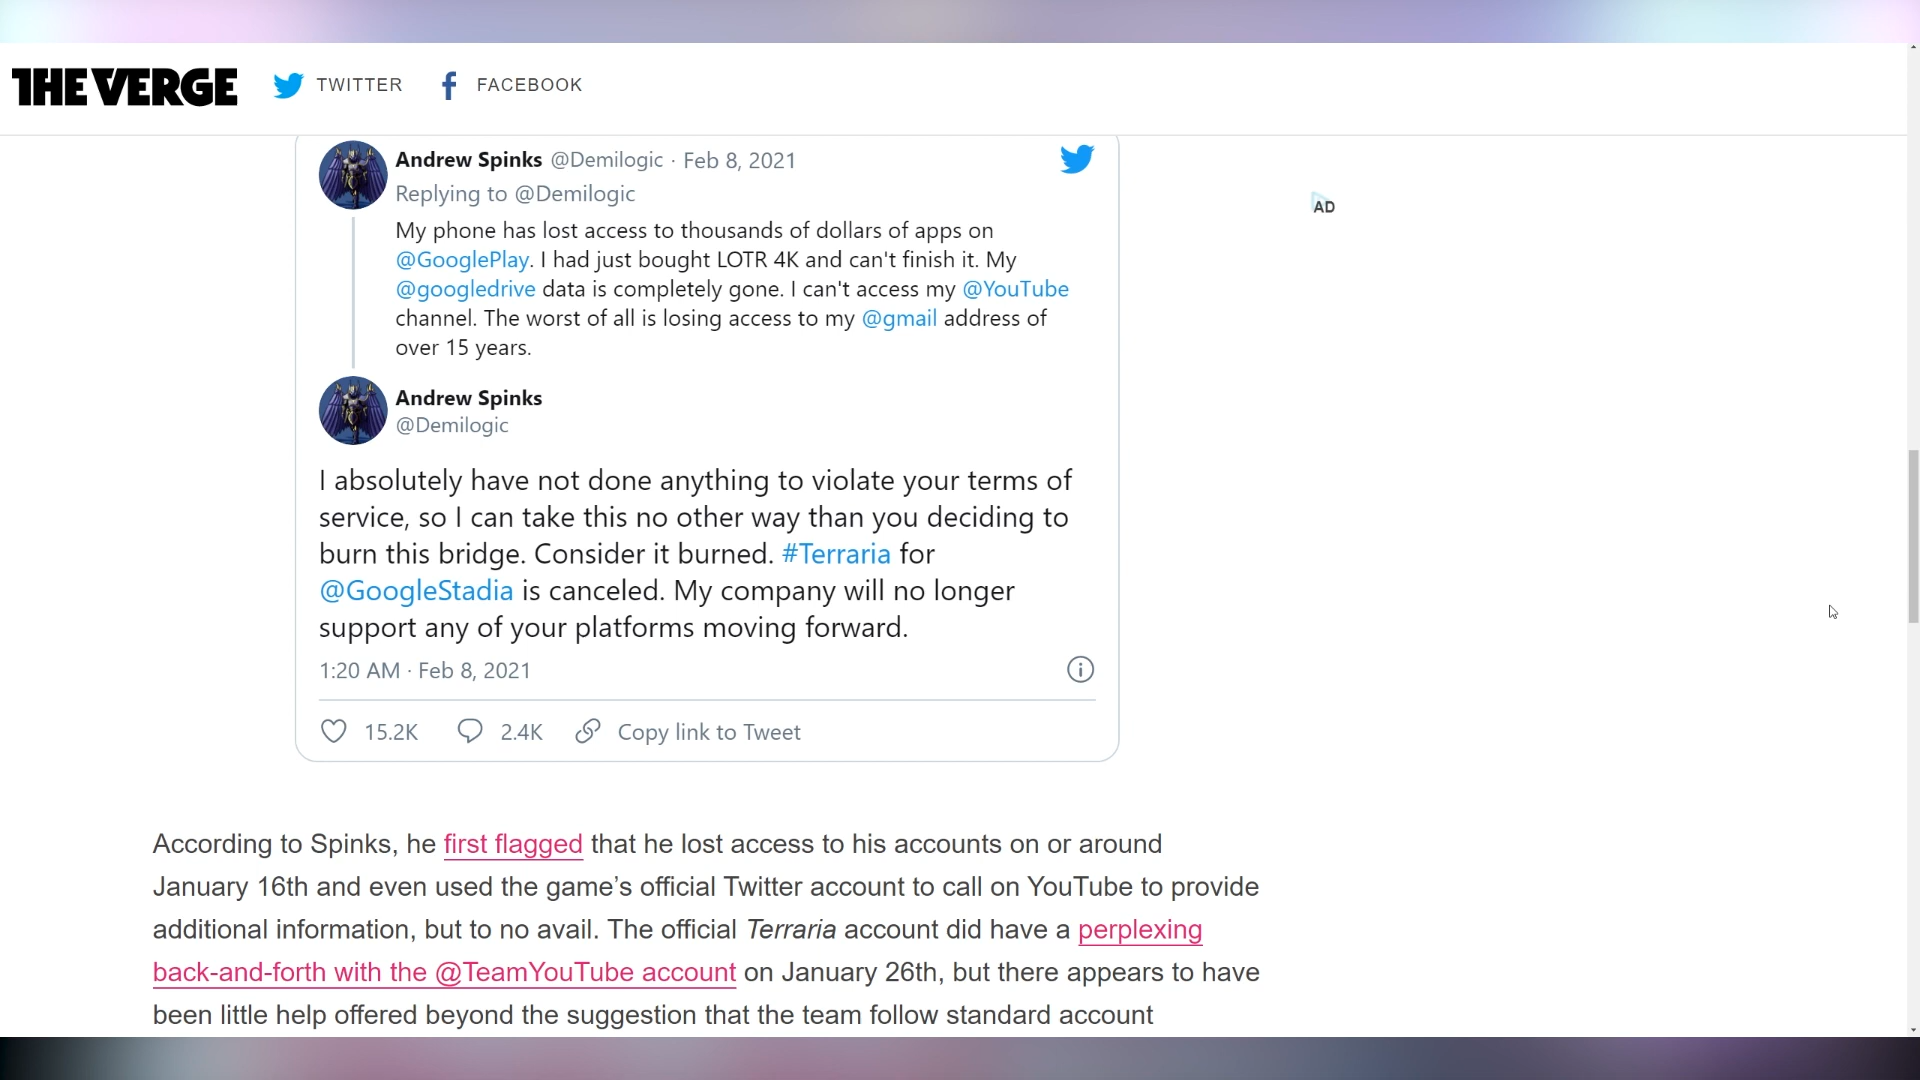 THE VERGE
TWITTER
FACEBOOK
Andrew Spinks @Demilogic · Feb 8, 2021
Replying to @Demilogic
My phone has lost access to thousands of dollars of apps on
@GooglePlay. I had just bought LOTR 4K and can't finish it. My
@googledrive data is completely gone. I can't access my @YouTube
channel. The worst of all is losing access to my @gmail address of
over 15 years.
AD
Andrew Spinks
@Demilogic
I absolutely have not done anything to violate your terms of
service, so I can take this no other way than you deciding to
burn this bridge. Consider it burned. #Terraria for
@GoogleStadia is canceled. My company will no longer
support any of your platforms moving forward.
1:20 AM · Feb 8, 2021
15.2K 2.4K Copy link to Tweet
According to Spinks, he first flagged that he lost access to his accounts on or around
January 16th and even used the game’s official Twitter account to call on YouTube to provide
additional information, but to no avail. The official Terraria account did have a perplexing
back-and-forth with the @TeamYouTube account on January 26th, but there appears to have
been little help offered beyond the suggestion that the team follow standard account